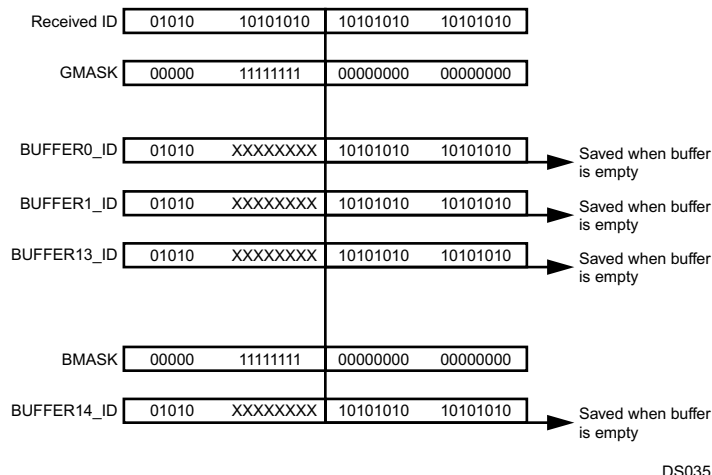 Received ID 01010 10101010 10101010 10101010
GMASK 00000 11111111 00000000 00000000
BUFFER0_ID 01010 XXXXXXXX 10101010 10101010 Saved when buffer
is empty
BUFFER1_ID 01010 XXXXXXXX 10101010 10101010 Saved when buffer
is empty
BUFFER13_ID 01010 XXXXXXXX 10101010 10101010 Saved when buffer
is empty
BMASK 00000 11111111 00000000 00000000
BUFFER14_ID 01010 XXXXXXXX 10101010 10101010 Saved when buffer
is empty
DS035